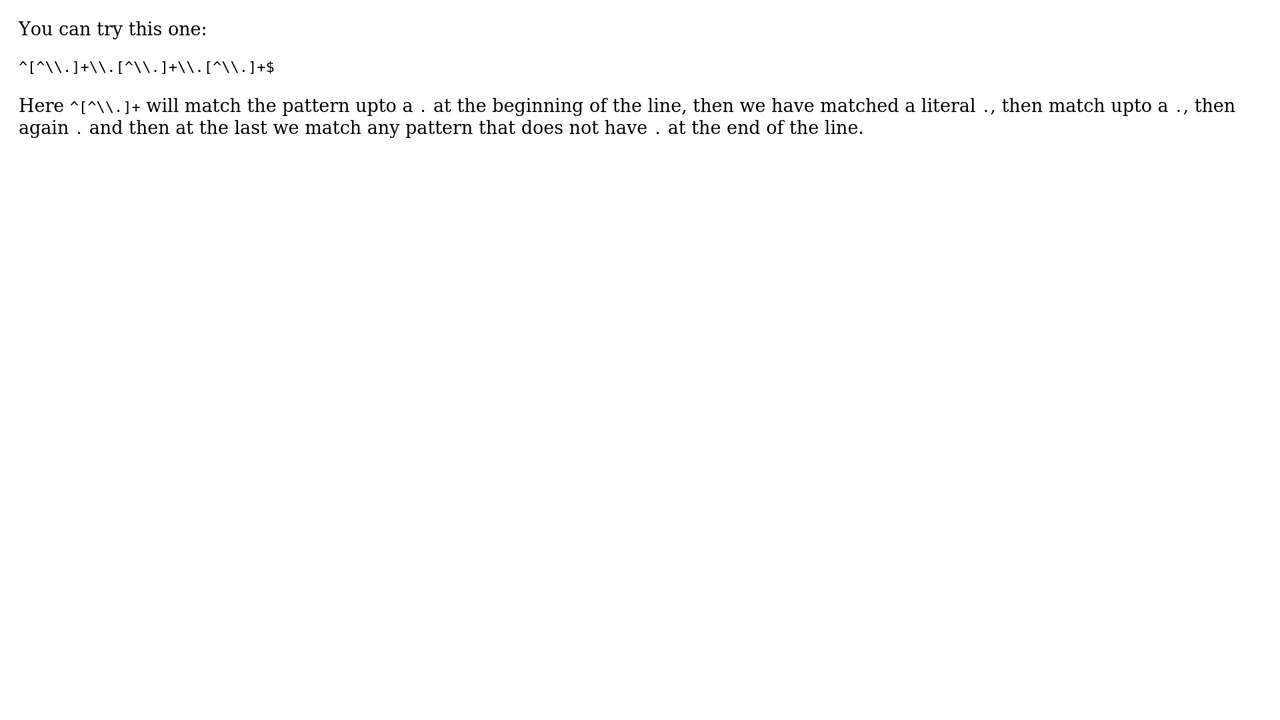 You can try this one:
^[^\\.]+\\.[^\\.]+\\.[^\\.]+$
Here ^[^\\.]+ will match the pattern upto a . at the beginning of the line, then we have matched a literal ., then match upto a ., then
again . and then at the last we match any pattern that does not have . at the end of the line.